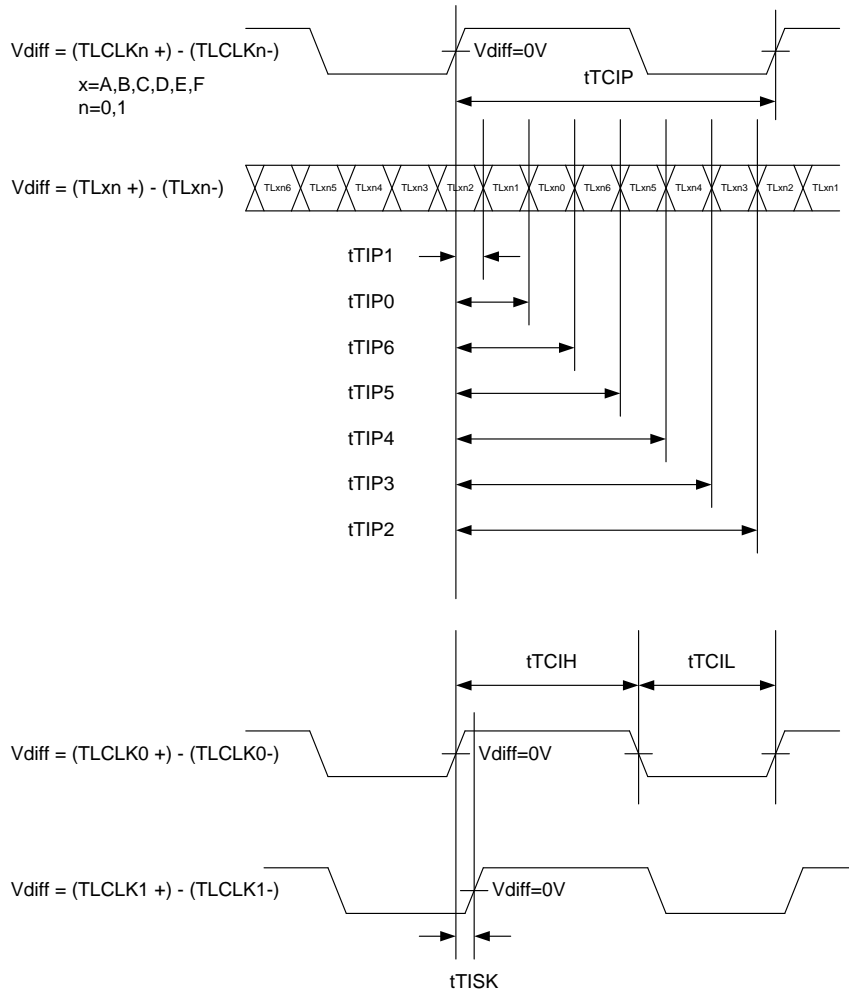 Vdiff = (TLCLKn +) - (TLCLKn-)
x=A,B,C,D,E,F
n=0,1
Vdiff=0V
tTCIP
Vdiff = (TLxn +) - (TLxn-)
TLxn6 TLxn5 TLxn4 TLxn3 TLxn2 TLxn1 TLxn0 TLxn6 TLxn5 TLxn4 TLxn3 TLxn2 TLxn1
tTIP1
tTIP0
tTIP6
tTIP5
tTIP4
tTIP3
tTIP2
tTCIH tTCIL
Vdiff = (TLCLK0 +) - (TLCLK0-) Vdiff=0V
Vdiff = (TLCLK1 +) - (TLCLK1-) Vdiff=0V
tTISK